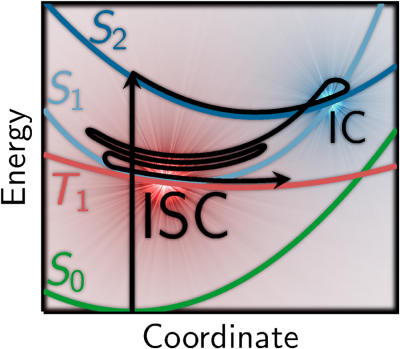 S2
S1
IC
T1
ISC
S0
Energy
Coordinate